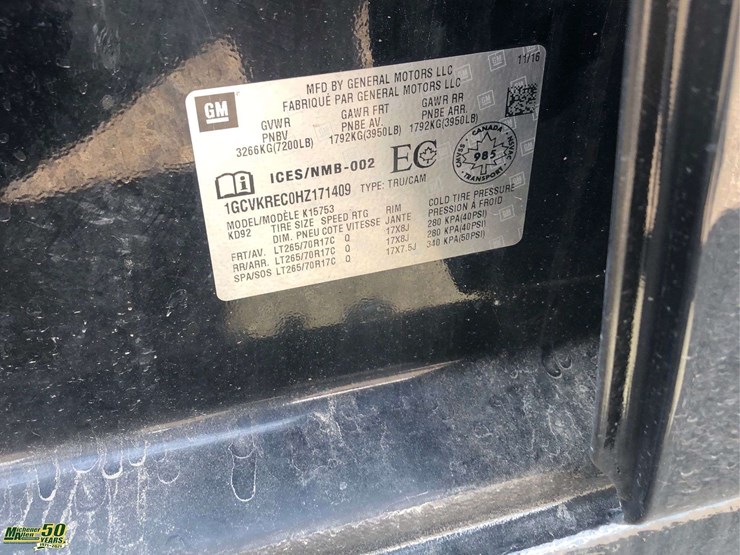 GM
MFD BY GENERAL MOTORS LLC
11/16
FABRIQUÉ PAR GENERAL MOTORS LLC
GVWR GAWR FRT GAWR RR
PNBV PNBE AV. PNBE ARR.
3266KG(7200LB) 1792KG(3950LB) 1792KG(3950LB)
ICES/NMB-002 EC
CANADA
985
TRANSPORT
1GCVKREC0HZ171409 TYPE: TRU/CAM
MODEL/MODÈLE K15753
KD92 TIRE SIZE SPEED RTG RIM COLD TIRE PRESSURE
DIM. PNEU COTE VITESSE JANTE PRESSION A FROID
FRT/AV. LT265/70R17C Q 17X8J 280 KPA(40PSI)
RR/ARR. LT265/70R17C Q 17X8J 280 KPA(40PSI)
SPA/SOS LT265/70R17C Q 17X7.5J 340 KPA(50PSI)
Michener
Allen
50
YEARS